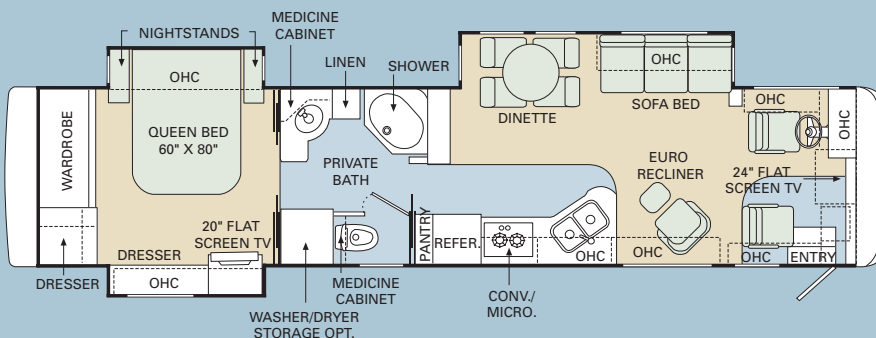 NIGHTSTANDS
MEDICINE
CABINET
LINEN
SHOWER
OHC
QUEEN BED
60" X 80"
WARDROBE
DINETTE
OHC
SOFA BED
OHC
OHC
PRIVATE
BATH
EURO
RECLINER
24" FLAT
SCREEN TV
20" FLAT
SCREEN TV
PANTRY
REFER.
DRESSER
OHC
OHC
OHC
OHC
ENTRY
DRESSER
MEDICINE
CABINET
CONV./
MICRO.
WASHER/DRYER
STORAGE OPT.